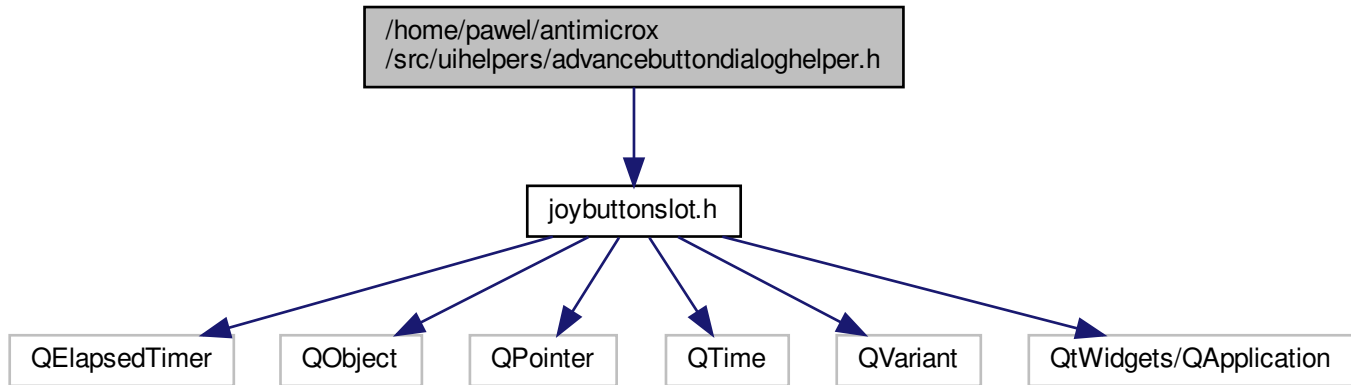 /home/pawel/antimicrox
/src/uihelpers/advancebuttondialoghelper.h
joybuttonslot.h
QElapsedTimer
QObject
QPointer
QTime
QVariant
QtWidgets/QApplication